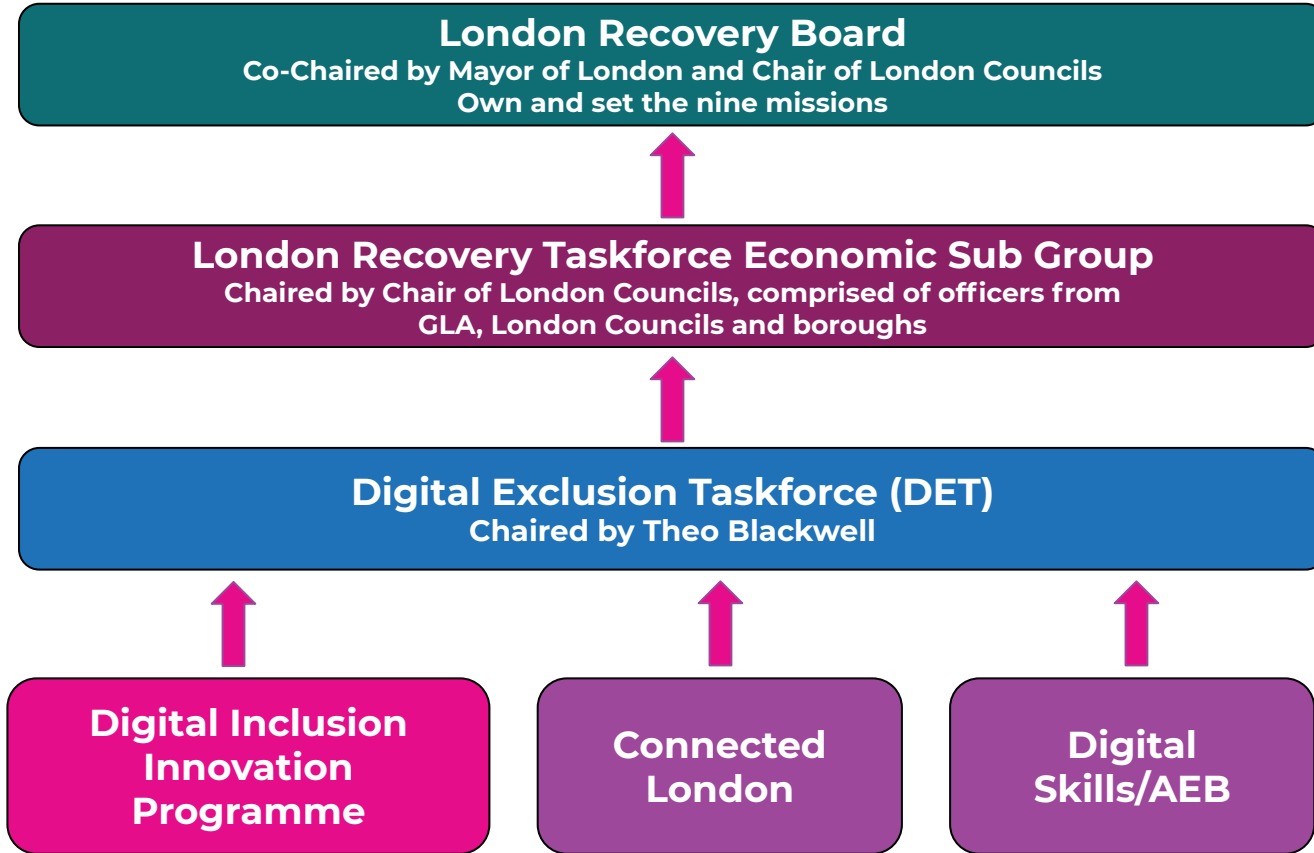 London Recovery Board
Co-Chaired by Mayor of London and Chair of London Councils
Own and set the nine missions
London Recovery Taskforce Economic Sub Group
Chaired by Chair of London Councils, comprised of officers from
GLA, London Councils and boroughs
Digital Exclusion Taskforce (DET)
Chaired by Theo Blackwell
Digital Inclusion
Innovation
Programme
Connected
London
Digital
Skills/AEB